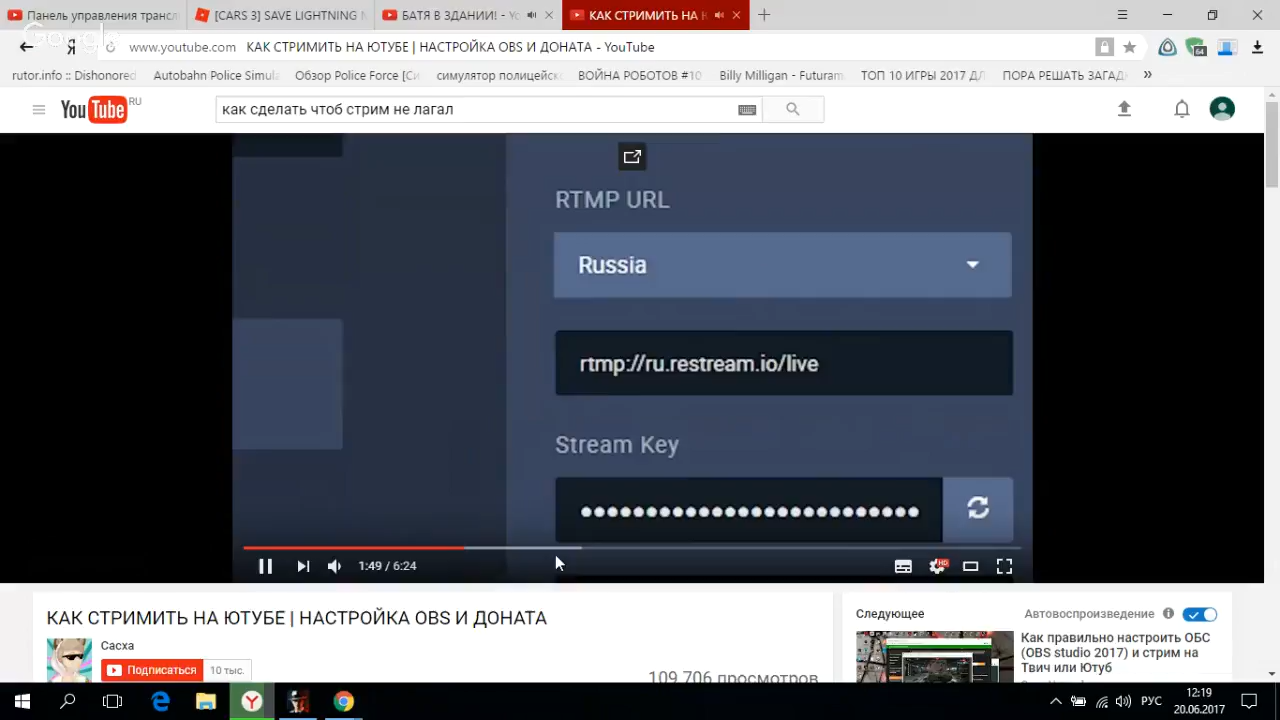 Панель управления трансл
[CARS 3] SAVE LIGHTNING M
БАТЯ В ЗДАНИИ! - Yo
КАК СТРИМИТЬ НА Ю
Google
www.youtube.com КАК СТРИМИТЬ НА ЮТУБЕ | НАСТРОЙКА OBS И ДОНАТА - YouTube
64
rutor.info :: Dishonored
Autobahn Police Simula
Обзор Police Force [Си
симулятор полицейск
ВОЙНА РОБОТОВ #10
Billy Milligan - Futuram
ТОП 10 ИГРЫ 2017 ДЛ
ПОРА РЕШАТЬ ЗАГАД
»
YouTube RU
как сделать чтоб стрим не лагал
RTMP URL
Russia
rtmp://ru.restream.io/live
Stream Key
1:49 / 6:24
HD
КАК СТРИМИТЬ НА ЮТУБЕ | НАСТРОЙКА OBS И ДОНАТА
Сасха
Подписаться 10 тыс.
109 706 просмотров
Следующее
Автовоспроизведение
Как правильно настроить ОБС
(OBS studio 2017) и стрим на
Твич или Ютуб
РУС
12:19
20.06.2017